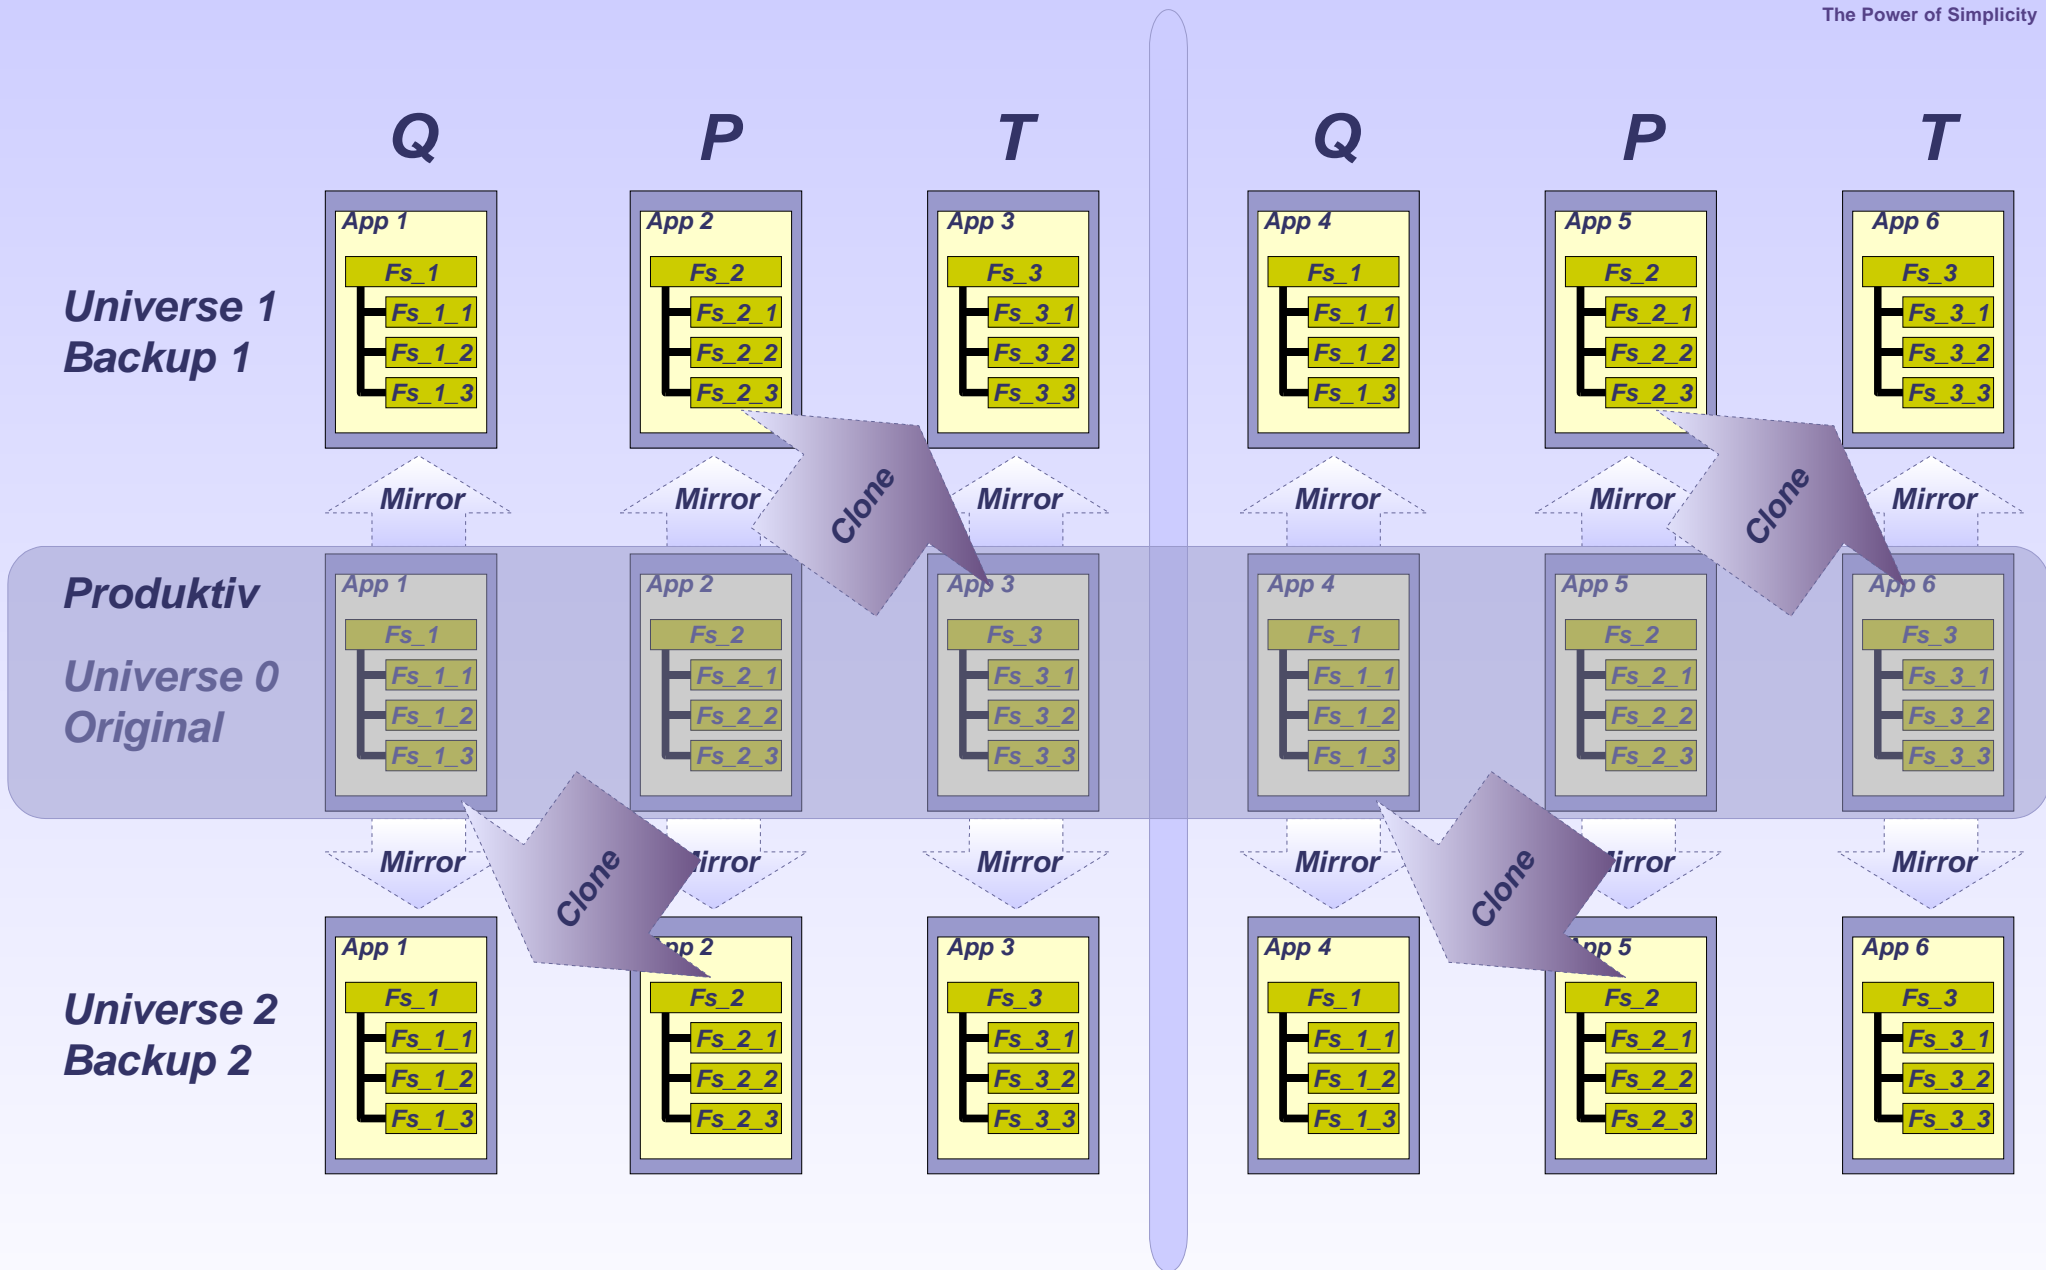 The Power of Simplicity
Q P T Q P T
Universe 1
Backup 1
App 1
Fs_1
Fs_1_1
Fs_1_2
Fs_1_3
App 2
Fs_2
Fs_2_1
Fs_2_2
Fs_2_3
App 3
Fs_3
Fs_3_1
Fs_3_2
Fs_3_3
App 4
Fs_1
Fs_1_1
Fs_1_2
Fs_1_3
App 5
Fs_2
Fs_2_1
Fs_2_2
Fs_2_3
App 6
Fs_3
Fs_3_1
Fs_3_2
Fs_3_3
Mirror
Mirror
Clone
Mirror
Mirror
Mirror
Clone
Mirror
Produktiv
Universe 0
Original
App 1
Fs_1
Fs_1_1
Fs_1_2
Fs_1_3
App 2
Fs_2
Fs_2_1
Fs_2_2
Fs_2_3
App 3
Fs_3
Fs_3_1
Fs_3_2
Fs_3_3
App 4
Fs_1
Fs_1_1
Fs_1_2
Fs_1_3
App 5
Fs_2
Fs_2_1
Fs_2_2
Fs_2_3
App 6
Fs_3
Fs_3_1
Fs_3_2
Fs_3_3
Mirror
Clone
Mirror
Mirror
Mirror
Clone
Mirror
Mirror
Universe 2
Backup 2
App 1
Fs_1
Fs_1_1
Fs_1_2
Fs_1_3
App 2
Fs_2
Fs_2_1
Fs_2_2
Fs_2_3
App 3
Fs_3
Fs_3_1
Fs_3_2
Fs_3_3
App 4
Fs_1
Fs_1_1
Fs_1_2
Fs_1_3
App 5
Fs_2
Fs_2_1
Fs_2_2
Fs_2_3
App 6
Fs_3
Fs_3_1
Fs_3_2
Fs_3_3